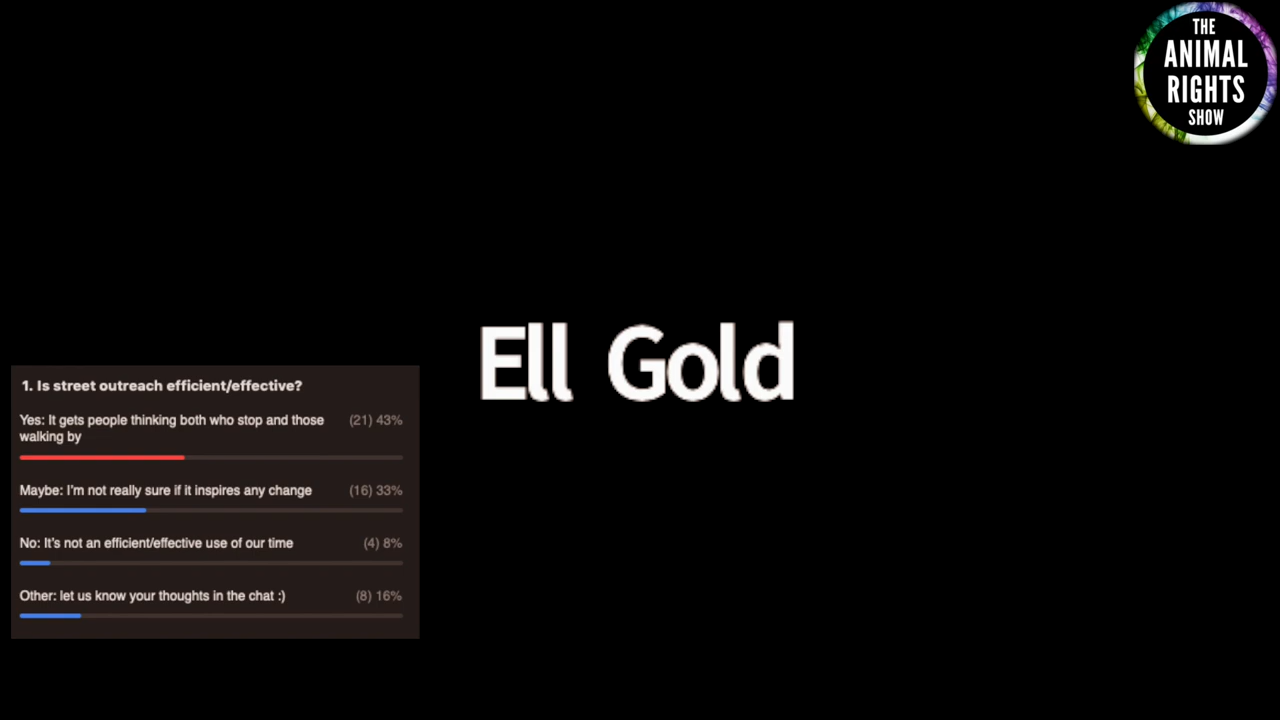 THE
ANIMAL
RIGHTS
SHOW
Ell Gold
1. Is street outreach efficient/effective?
Yes: It gets people thinking both who stop and those (21) 43%
walking by
Maybe: I'm not really sure if it inspires any change (16) 33%
No: It's not an efficient/effective use of our time (4) 8%
Other: let us know your thoughts in the chat :) (8) 16%